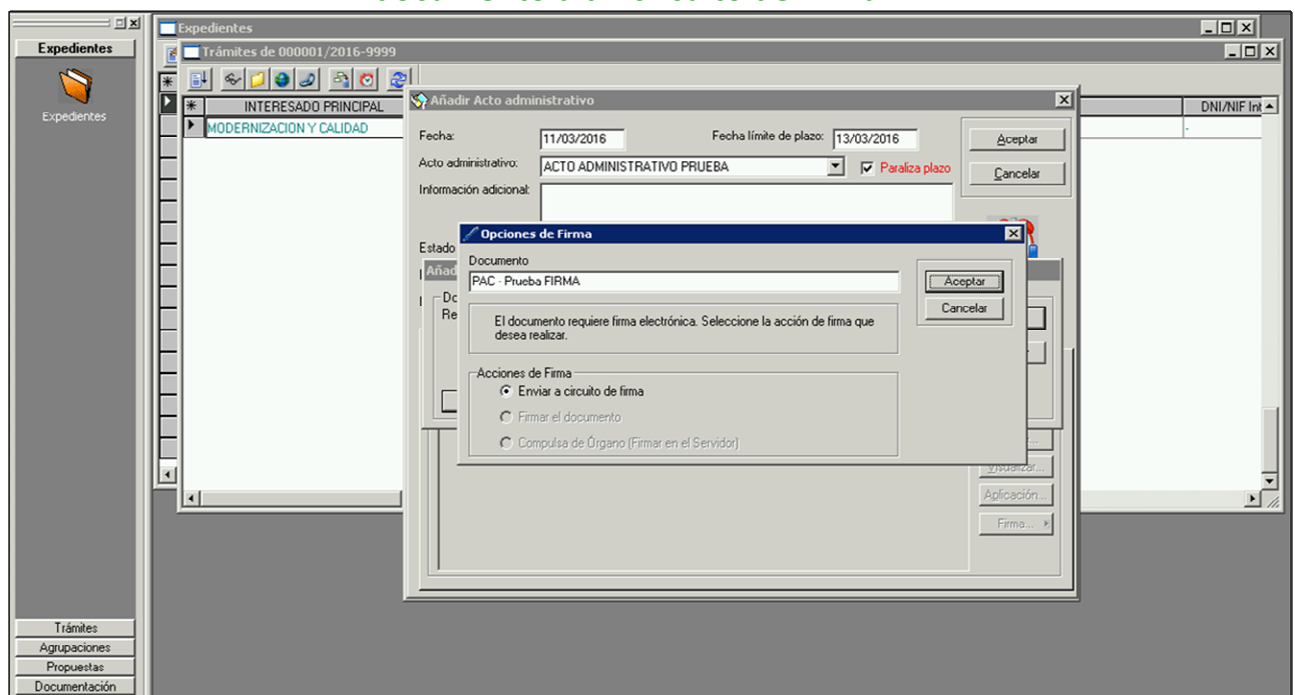 Expedientes
Expedientes
Expedientes
Trámites de 000001/2016-9999
INTERESADO PRINCIPAL
DNI/NIF Int
MODERNIZACION Y CALIDAD
Añadir Acto administrativo
Fecha:
11/03/2016
Fecha límite de plazo:
13/03/2016
Aceptar
Acto administrativo:
ACTO ADMINISTRATIVO PRUEBA
Paraliza plazo
Cancelar
Información adicional:
Estado
Opciones de Firma
Documento
PAC - Prueba FIRMA
Aceptar
Cancelar
El documento requiere firma electrónica. Seleccione la acción de firma que
desea realizar.
Acciones de Firma
Enviar a circuito de firma
Firmar el documento
Compulsa de Órgano (Firmar en el Servidor)
Añad
Do
Re
Visualizar...
Aplicación...
Firma...
Trámites
Agrupaciones
Propuestas
Documentación